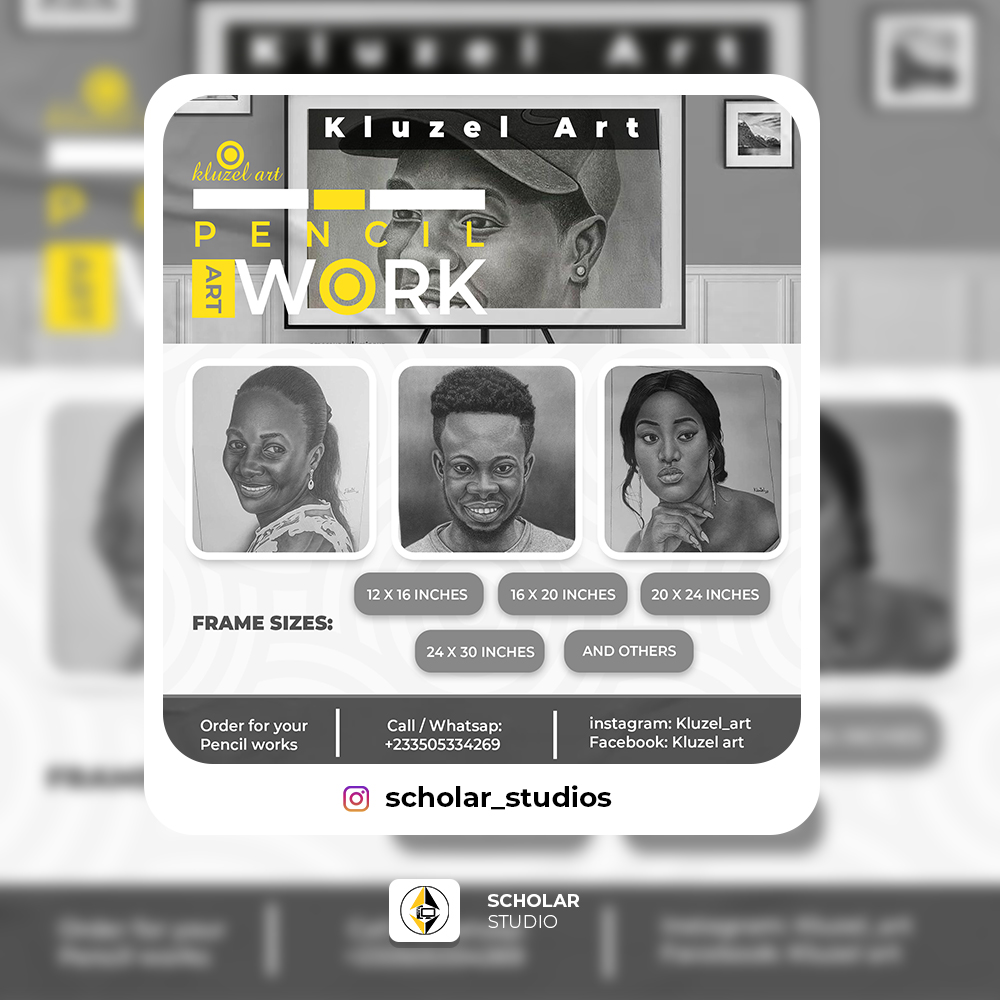 Kluzel Art
kluzel art
PENCIL
ART
WORK
FRAME SIZES:
12 X 16 INCHES
16 X 20 INCHES
20 X 24 INCHES
24 X 30 INCHES
AND OTHERS
Order for your
Pencil works
Call / Whatsap:
+233505334269
instagram: Kluzel_art
Facebook: Kluzel art
scholar_studios
SCHOLAR
STUDIO